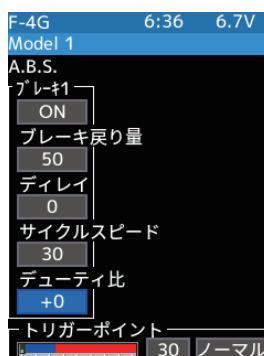 F-4G 6:36 6.7V
Model 1
A.B.S.
ブレーキ1
ON
ブレーキ戻り量
50
ディレイ
0
サイクルスピード
30
デューティ比
+0
トリガーポイント
30 ノーマル